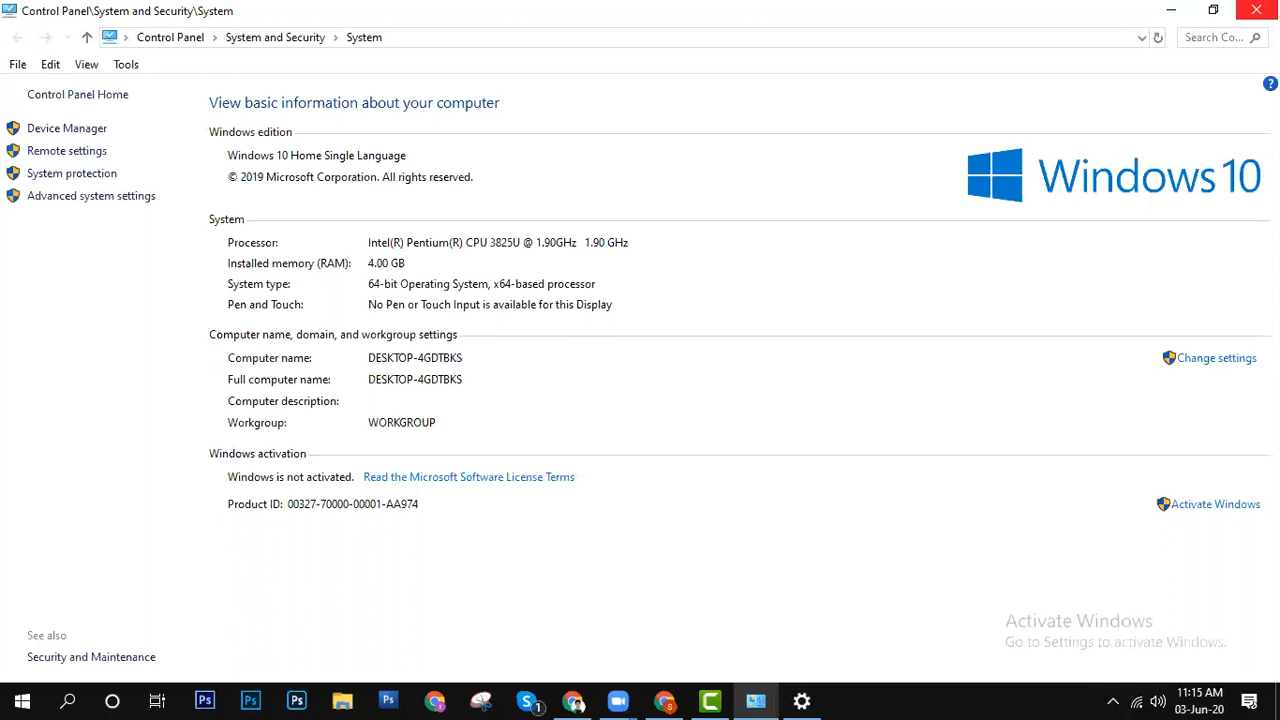 Control Panel\System and Security\System
Control Panel > System and Security > System
Search Co...
File Edit View Tools
Control Panel Home
Device Manager
Remote settings
System protection
Advanced system settings
View basic information about your computer
Windows edition
Windows 10 Home Single Language
© 2019 Microsoft Corporation. All rights reserved.
Windows 10
System
Processor: Intel(R) Pentium(R) CPU 3825U @ 1.90GHz 1.90 GHz
Installed memory (RAM): 4.00 GB
System type: 64-bit Operating System, x64-based processor
Pen and Touch: No Pen or Touch Input is available for this Display
Computer name, domain, and workgroup settings
Computer name: DESKTOP-4GDTBKS
Change settings
Full computer name: DESKTOP-4GDTBKS
Computer description:
Workgroup: WORKGROUP
Windows activation
Windows is not activated. Read the Microsoft Software License Terms
Product ID: 00327-70000-00001-AA974
Activate Windows
See also
Security and Maintenance
Activate Windows
Go to Settings to activate Windows.
Ps Ps Ps Ps S 1 S C
11:15 AM
03-Jun-20